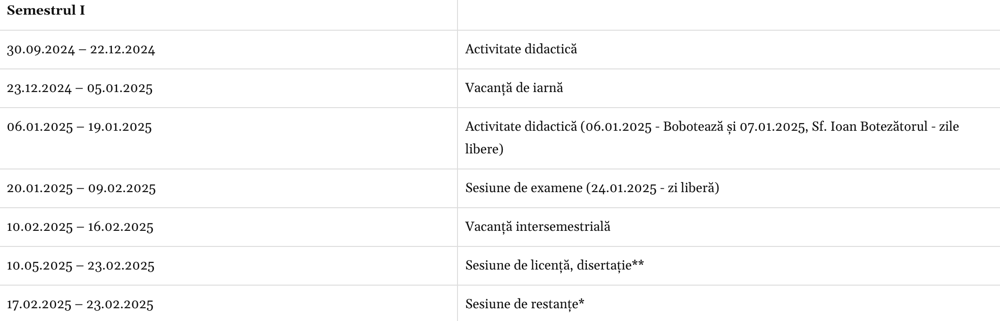 Semestrul I
30.09.2024 – 22.12.2024
Activitate didactică
23.12.2024 – 05.01.2025
Vacanță de iarnă
06.01.2025 – 19.01.2025
Activitate didactică (06.01.2025 - Bobotează și 07.01.2025, Sf. Ioan Botezătorul - zile
libere)
20.01.2025 – 09.02.2025
Sesiune de examene (24.01.2025 - zi liberă)
10.02.2025 – 16.02.2025
Vacanță intersemestrială
10.05.2025 – 23.02.2025
Sesiune de licență, disertație**
17.02.2025 – 23.02.2025
Sesiune de restanțe*